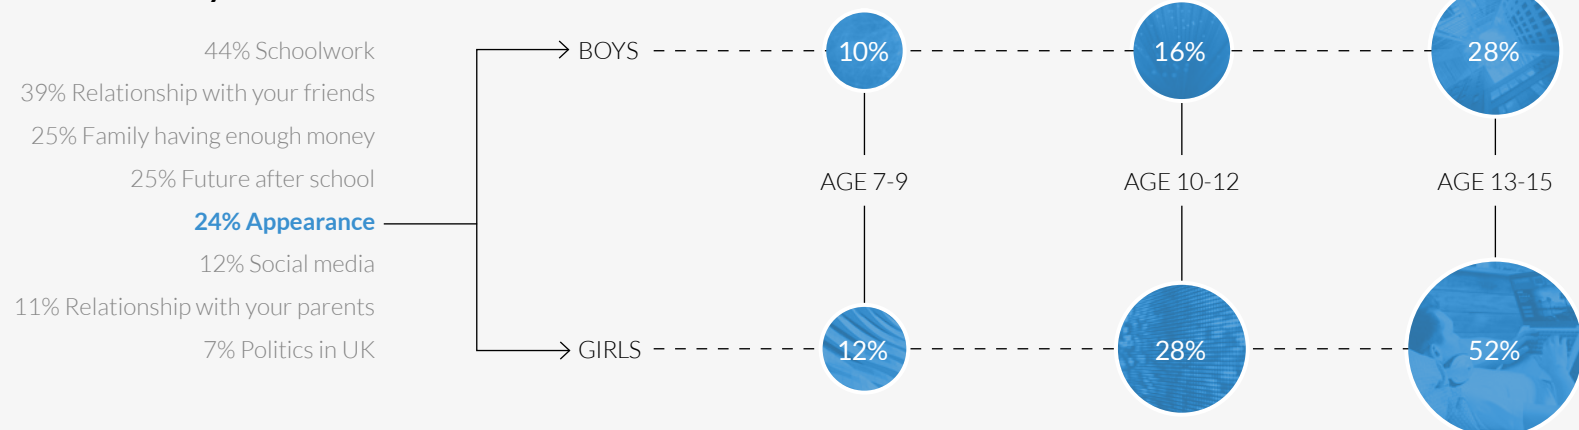 44% Schoolwork
39% Relationship with your friends
25% Family having enough money
25% Future after school
24% Appearance
12% Social media
11% Relationship with your parents
7% Politics in UK
BOYS
10%
16%
28%
AGE 7-9
AGE 10-12
AGE 13-15
GIRLS
12%
28%
52%